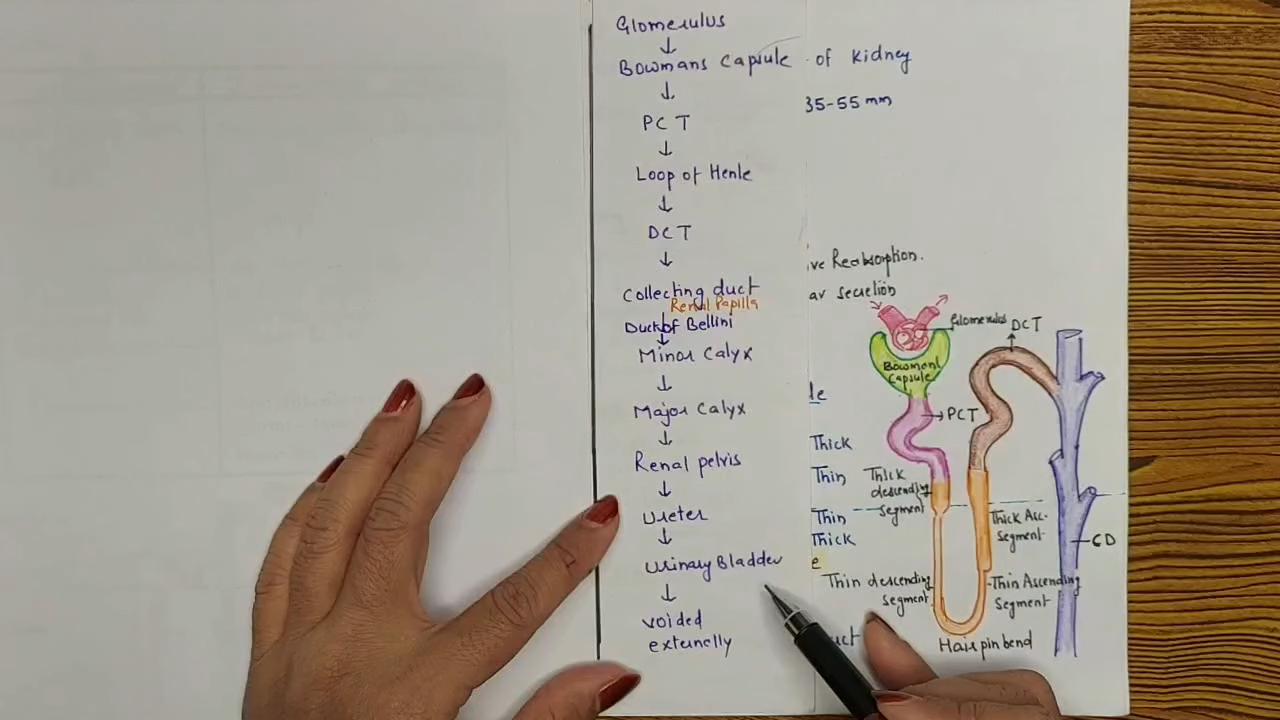 Glomerulus
↓
Bowmans Capsule
↓
PCT
↓
Loop of Henle
↓
DCT
↓
Collecting duct
Renal Papilla
Duct of Bellini
↓
Minor Calyx
↓
Major Calyx
↓
Renal pelvis
↓
Ureter
↓
Urinary Bladder
↓
voided
externally
of Kidney
35-55 mm
ive Reabsorption.
ar secretion
de
Thick
Thin
Thin
Thick
e
uct
Glomerulus
DCT
Bowmans
Capsule
PCT
Thick
descending
segment
Thick Asc-
segment
CD
Thin descending
segment
Thin Ascending
Segment
Hair pin bend